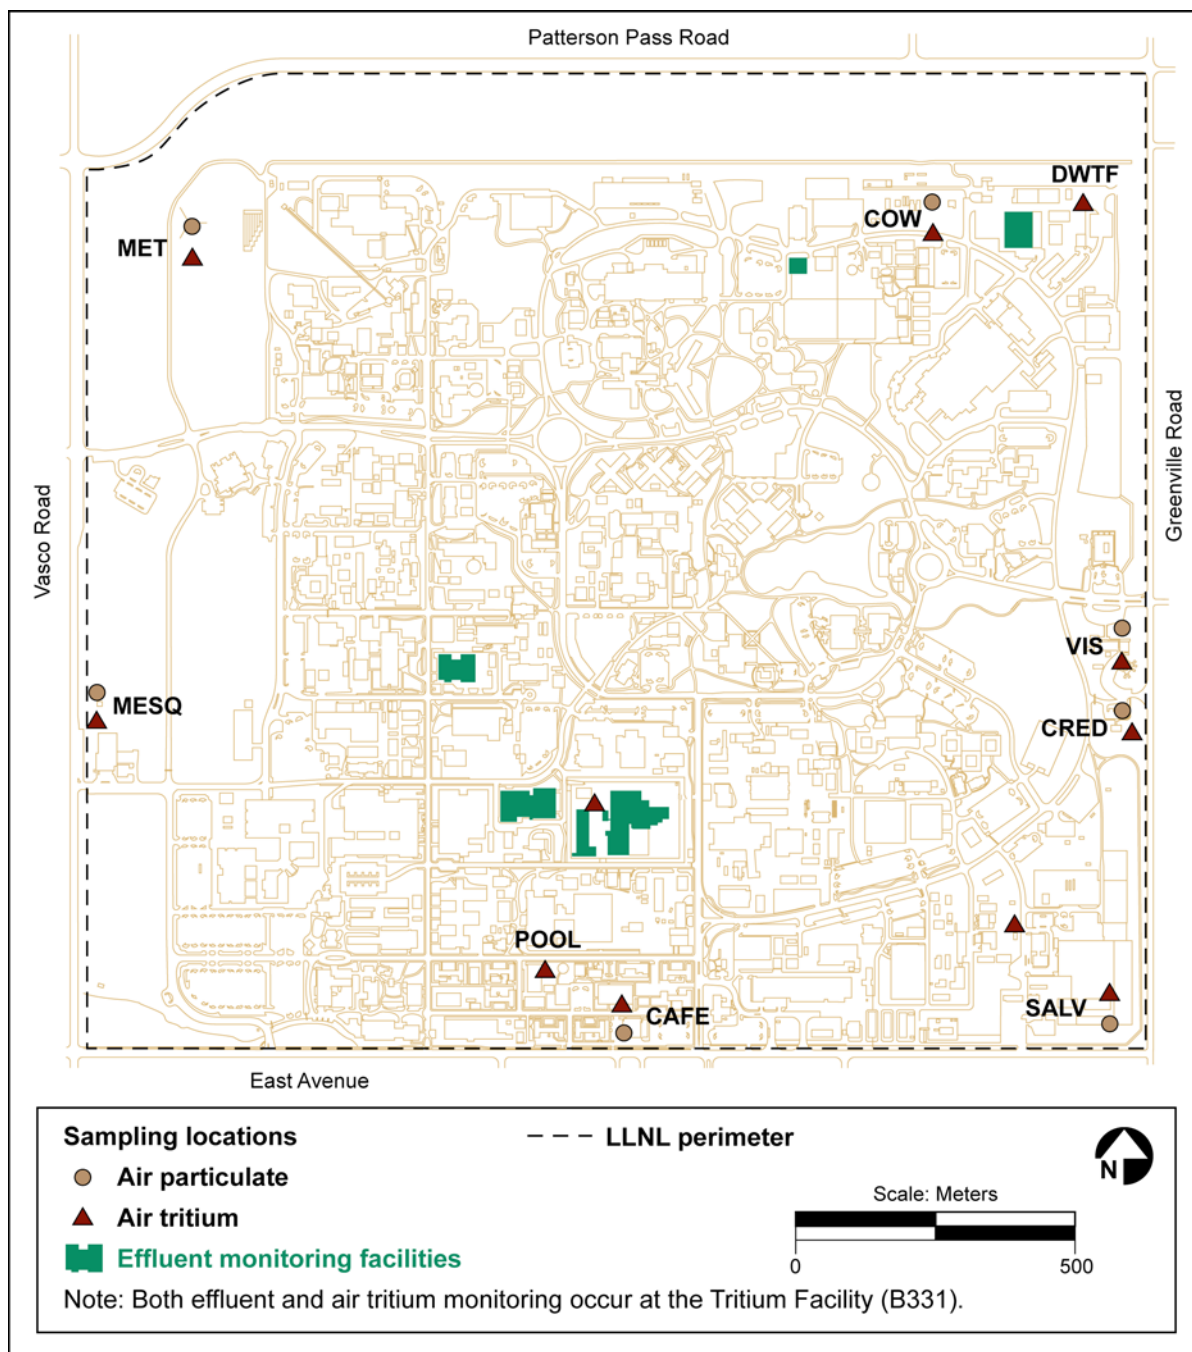 Patterson Pass Road
DWTF
COW
MET
Greenville Road
Vasco Road
VIS
MESQ
CRED
POOL
CAFE
SALV
East Avenue
Sampling locations
LLNL perimeter
Air particulate
Air tritium
Effluent monitoring facilities
N
Scale: Meters
0 500
Note: Both effluent and air tritium monitoring occur at the Tritium Facility (B331).